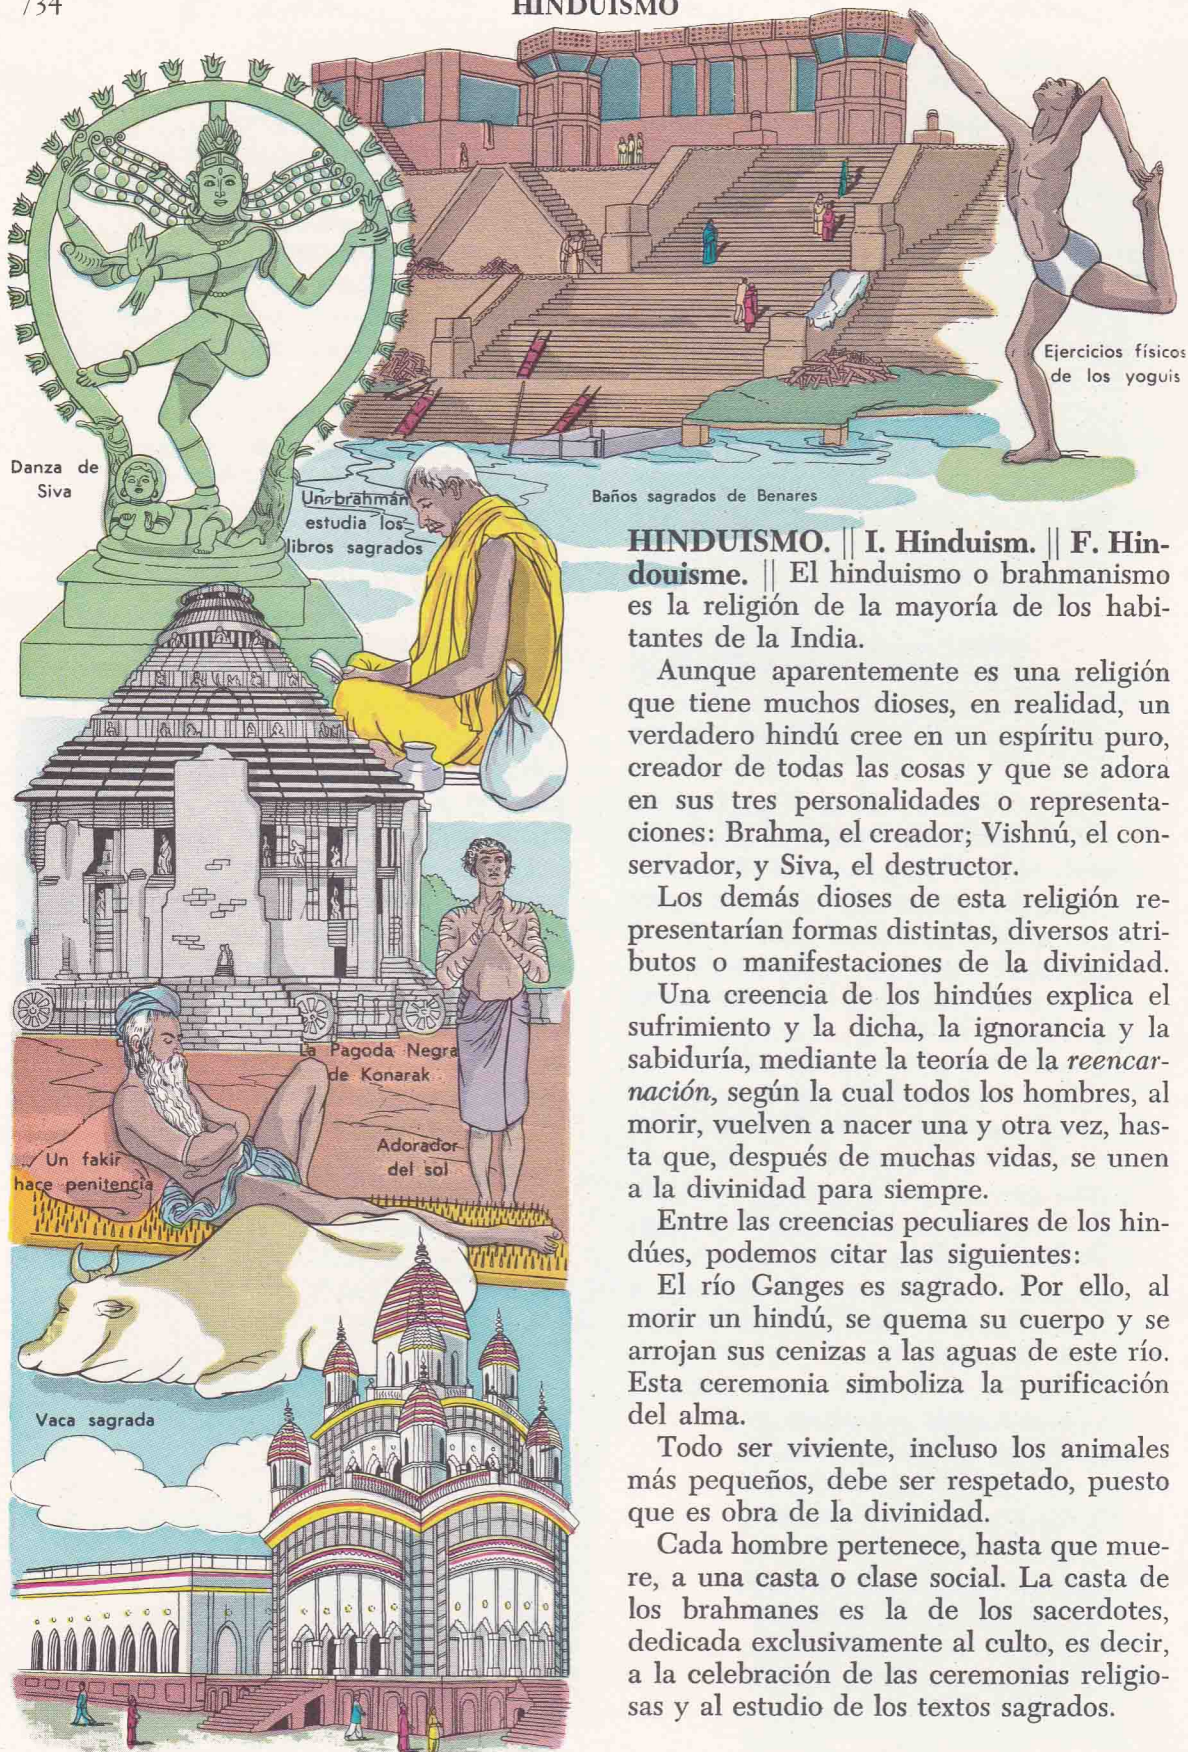 734
HINDUISMO
Ejercicios físicos
de los yoguis
Danza de
Siva
Un brahmán
estudia los
libros sagrados
Baños sagrados de Benares
HINDUISMO. || I. Hinduism. || F. Hin-
douisme. || El hinduismo o brahmanismo
es la religión de la mayoría de los habi-
tantes de la India.
Aunque aparentemente es una religión
que tiene muchos dioses, en realidad, un
verdadero hindú cree en un espíritu puro,
creador de todas las cosas y que se adora
en sus tres personalidades o representa-
ciones: Brahma, el creador; Vishnú, el con-
servador, y Siva, el destructor.
Los demás dioses de esta religión re-
presentarían formas distintas, diversos atri-
butos o manifestaciones de la divinidad.
Una creencia de los hindúes explica el
sufrimiento y la dicha, la ignorancia y la
sabiduría, mediante la teoría de la reencar-
nación, según la cual todos los hombres, al
morir, vuelven a nacer una y otra vez, has-
ta que, después de muchas vidas, se unen
a la divinidad para siempre.
Entre las creencias peculiares de los hin-
dúes, podemos citar las siguientes:
El río Ganges es sagrado. Por ello, al
morir un hindú, se quema su cuerpo y se
arrojan sus cenizas a las aguas de este río.
Esta ceremonia simboliza la purificación
del alma.
Todo ser viviente, incluso los animales
más pequeños, debe ser respetado, puesto
que es obra de la divinidad.
Cada hombre pertenece, hasta que mue-
re, a una casta o clase social. La casta de
los brahmanes es la de los sacerdotes,
dedicada exclusivamente al culto, es decir,
a la celebración de las ceremonias religio-
sas y al estudio de los textos sagrados.
La Pagoda Negra
de Konarak
Adorador
del sol
Un fakir
hace penitencia
Vaca sagrada